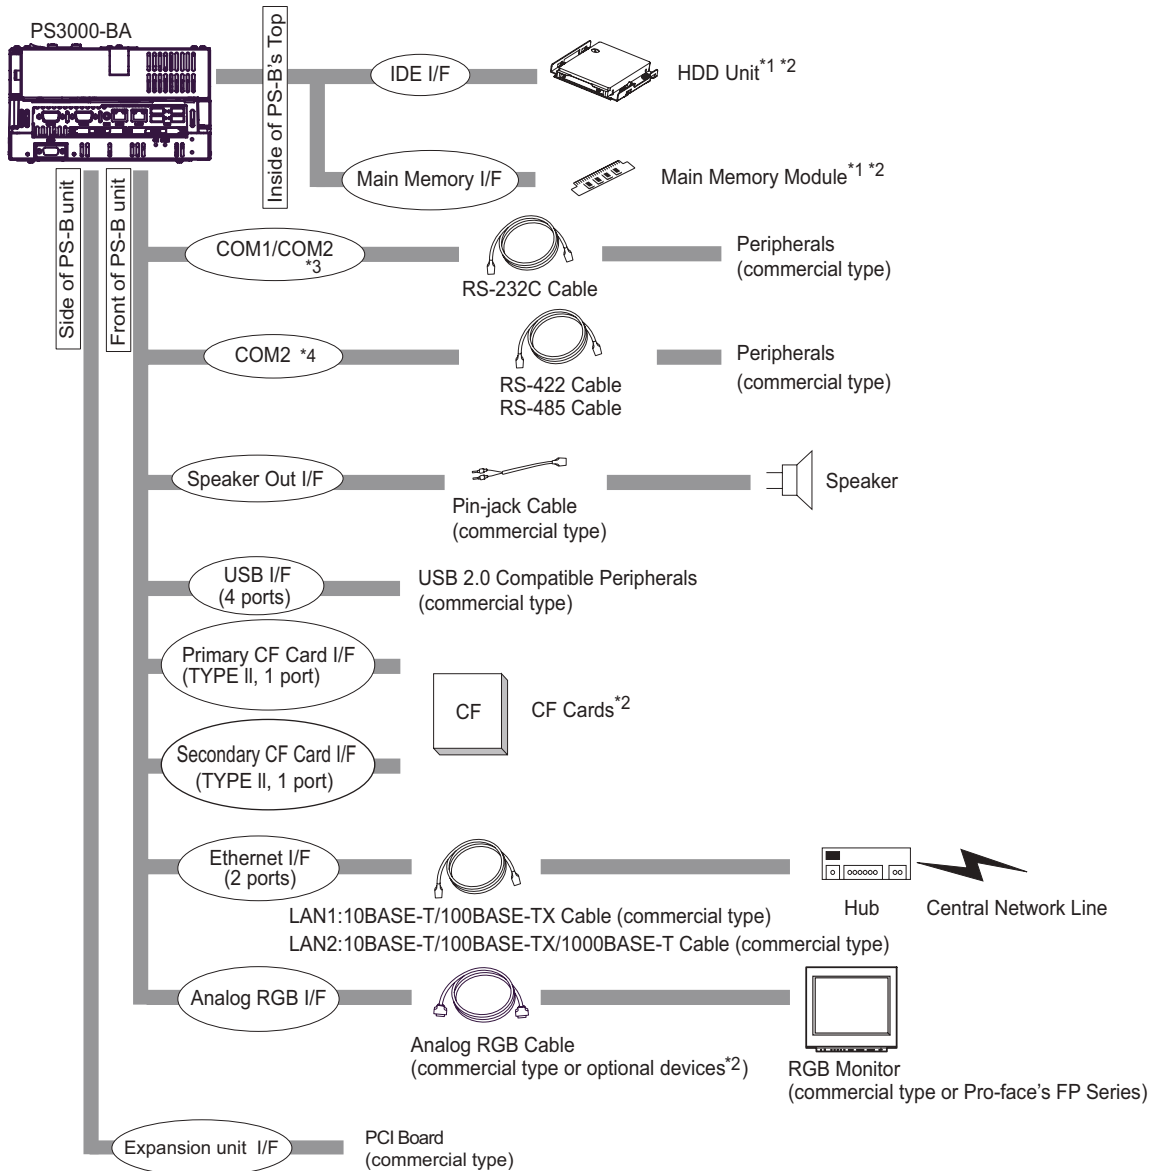 PS3000-BA
Inside of PS-B's Top
IDE I/F
HDD Unit*1 *2
Main Memory I/F
Main Memory Module*1 *2
Side of PS-B unit
Front of PS-B unit
COM1/COM2
*3
RS-232C Cable
Peripherals
(commercial type)
COM2 *4
RS-422 Cable
RS-485 Cable
Peripherals
(commercial type)
Speaker Out I/F
Pin-jack Cable
(commercial type)
Speaker
USB I/F
(4 ports)
USB 2.0 Compatible Peripherals
(commercial type)
Primary CF Card I/F
(TYPE II, 1 port)
CF
CF Cards*2
Secondary CF Card I/F
(TYPE II, 1 port)
Ethernet I/F
(2 ports)
Hub
Central Network Line
LAN1:10BASE-T/100BASE-TX Cable (commercial type)
LAN2:10BASE-T/100BASE-TX/1000BASE-T Cable (commercial type)
Analog RGB I/F
Analog RGB Cable
(commercial type or optional devices*2)
RGB Monitor
(commercial type or Pro-face's FP Series)
Expansion unit I/F
PCI Board
(commercial type)